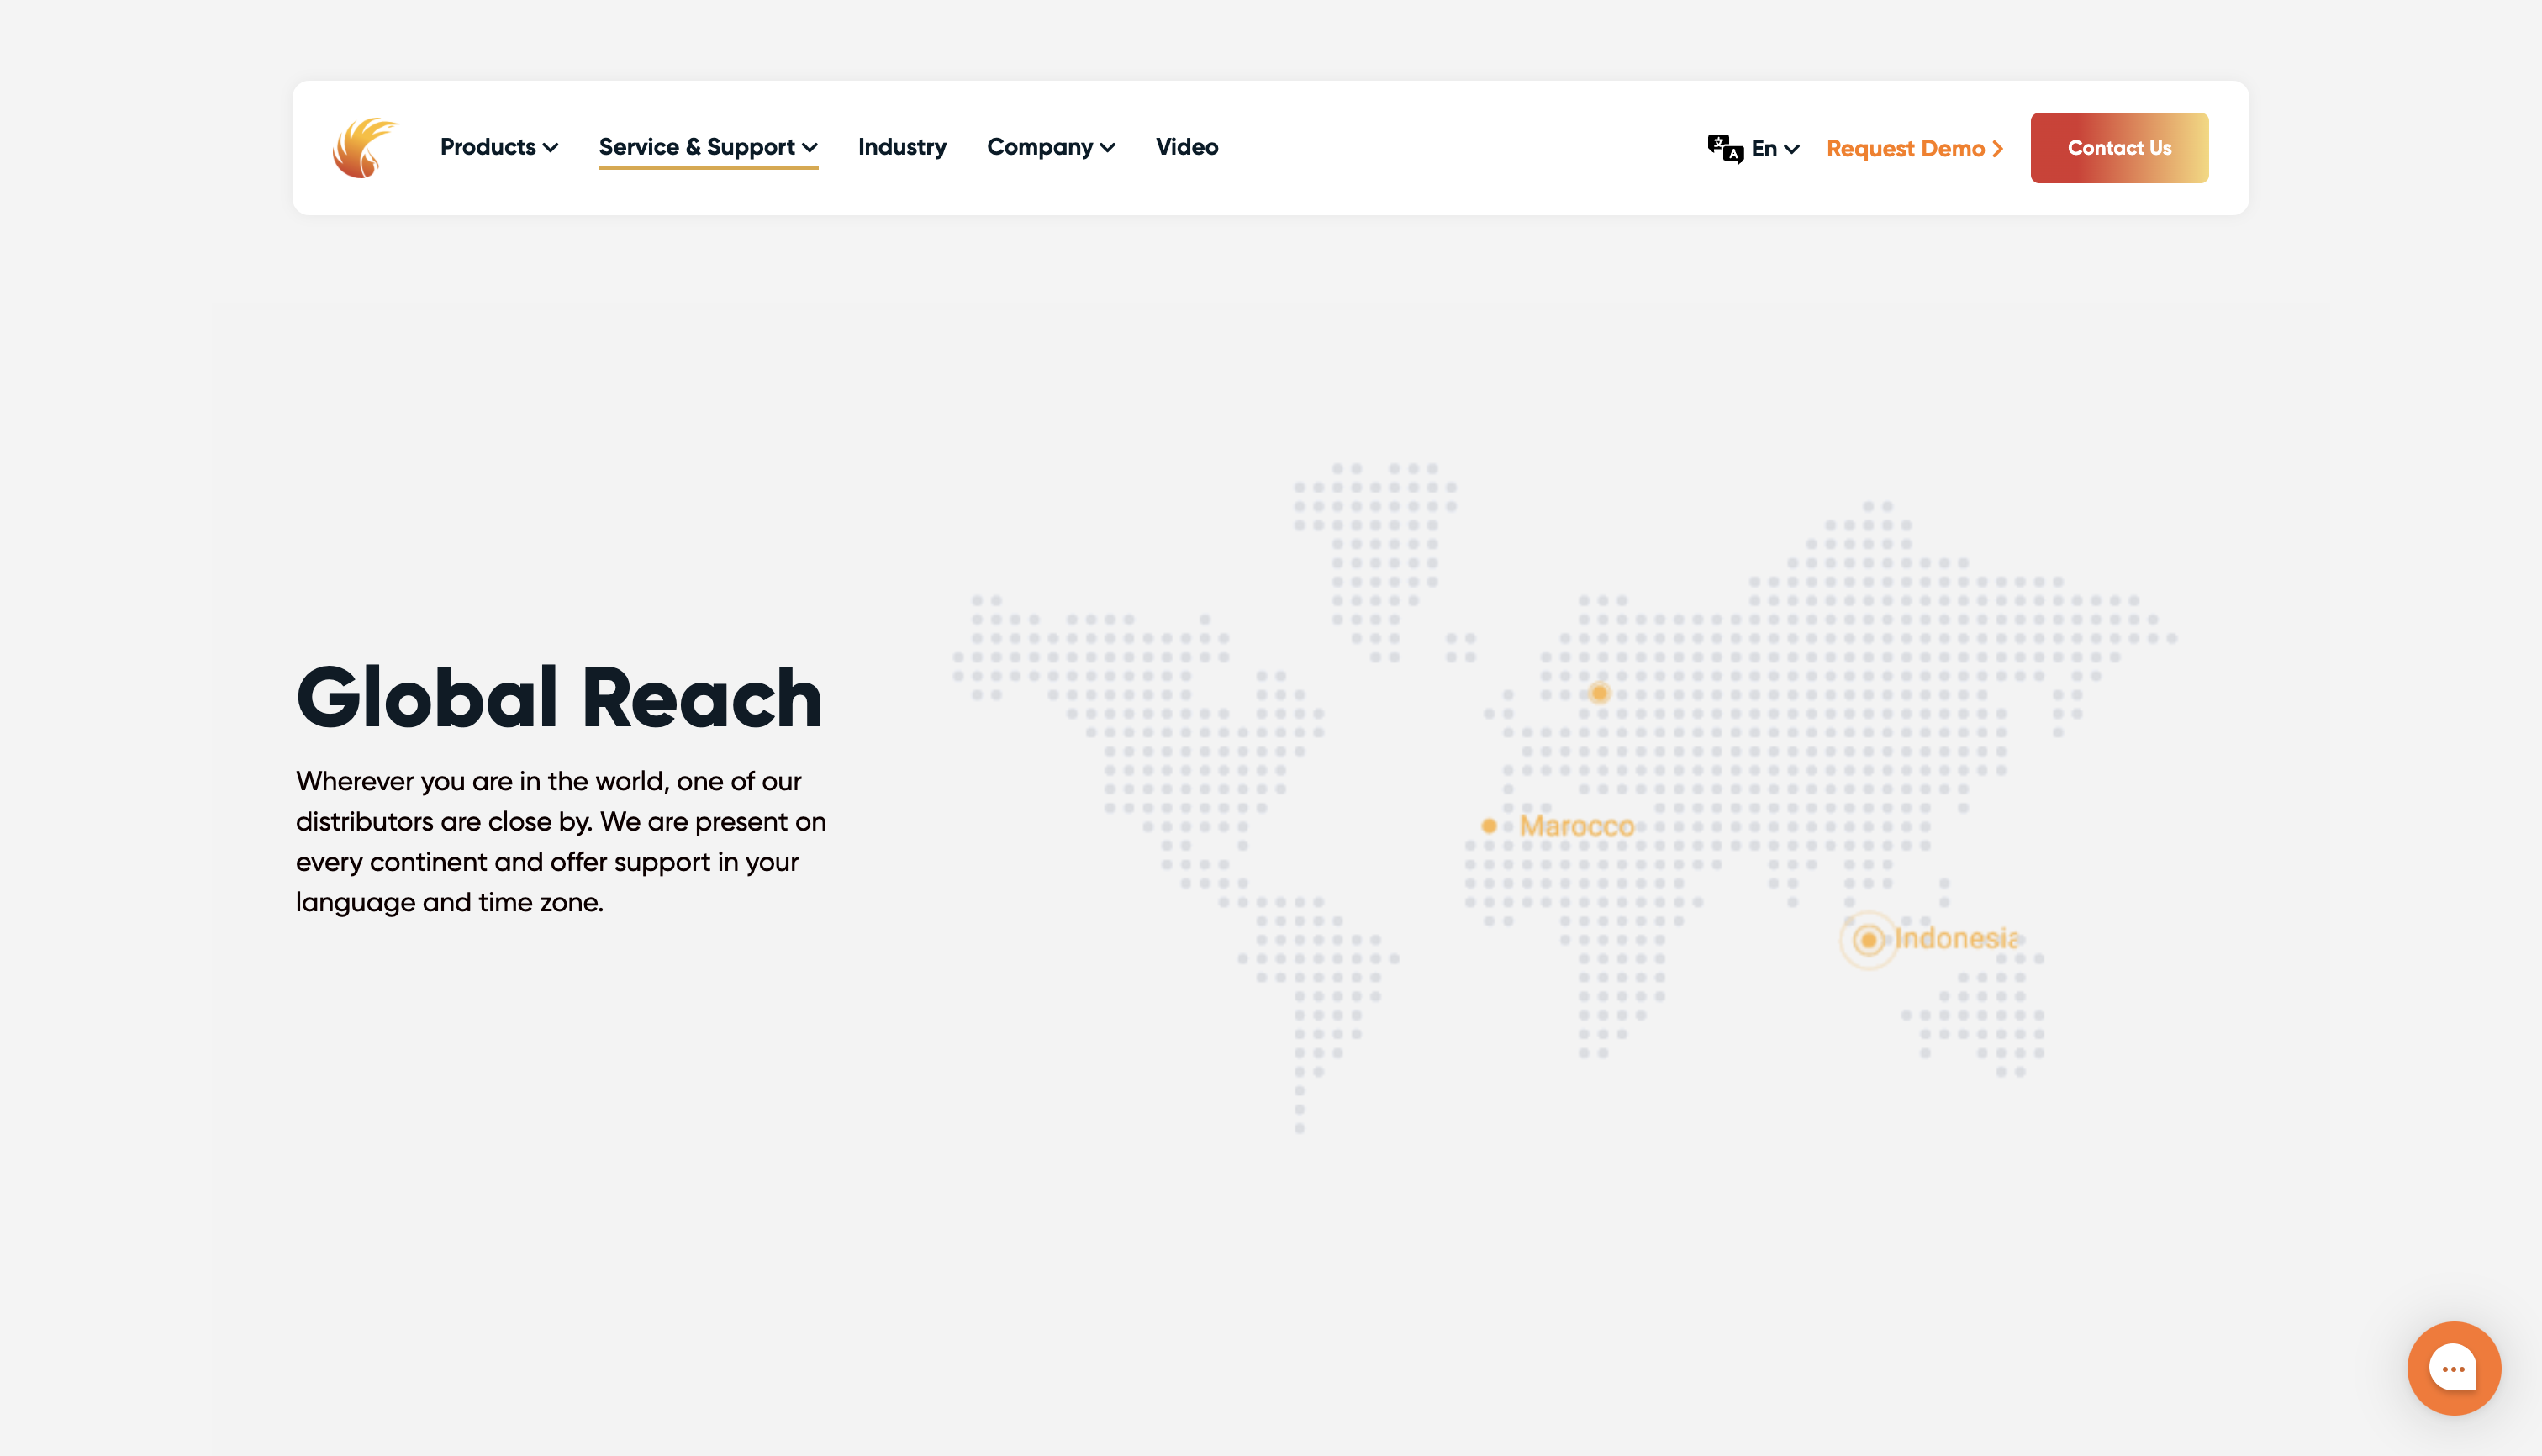 Products
Service & Support
Industry
Company
Video
En
Request Demo
Contact Us
Global Reach
Wherever you are in the world, one of our
distributors are close by. We are present on
every continent and offer support in your
language and time zone.
Marocco
Indonesia